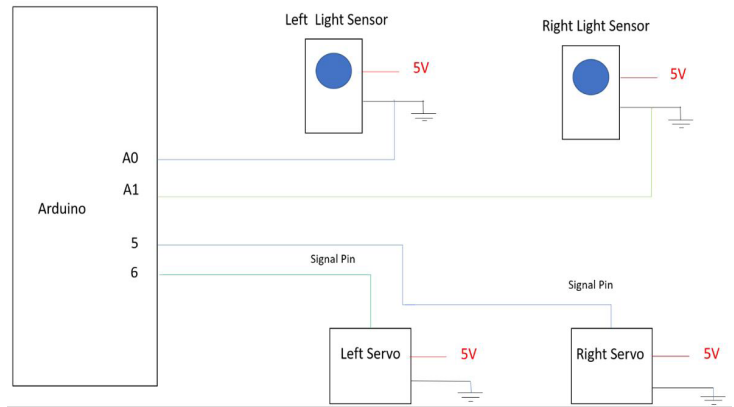 Left Light Sensor
Right Light Sensor
5V
5V
A0
A1
Arduino
5
6
Signal Pin
Signal Pin
Left Servo
5V
Right Servo
5V